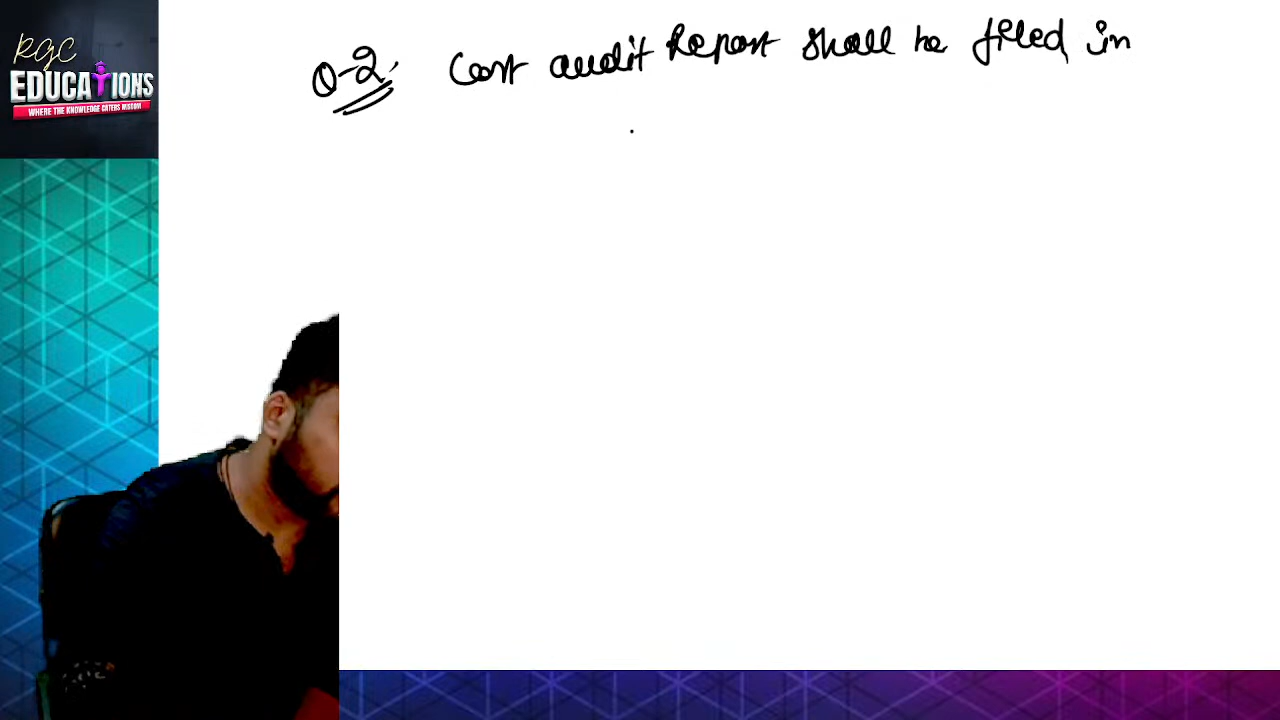 RGC
EDUCATIONS
WHERE THE KNOWLEDGE CATERS WISDOM
Q-2. Cost audit Report shall be filed in